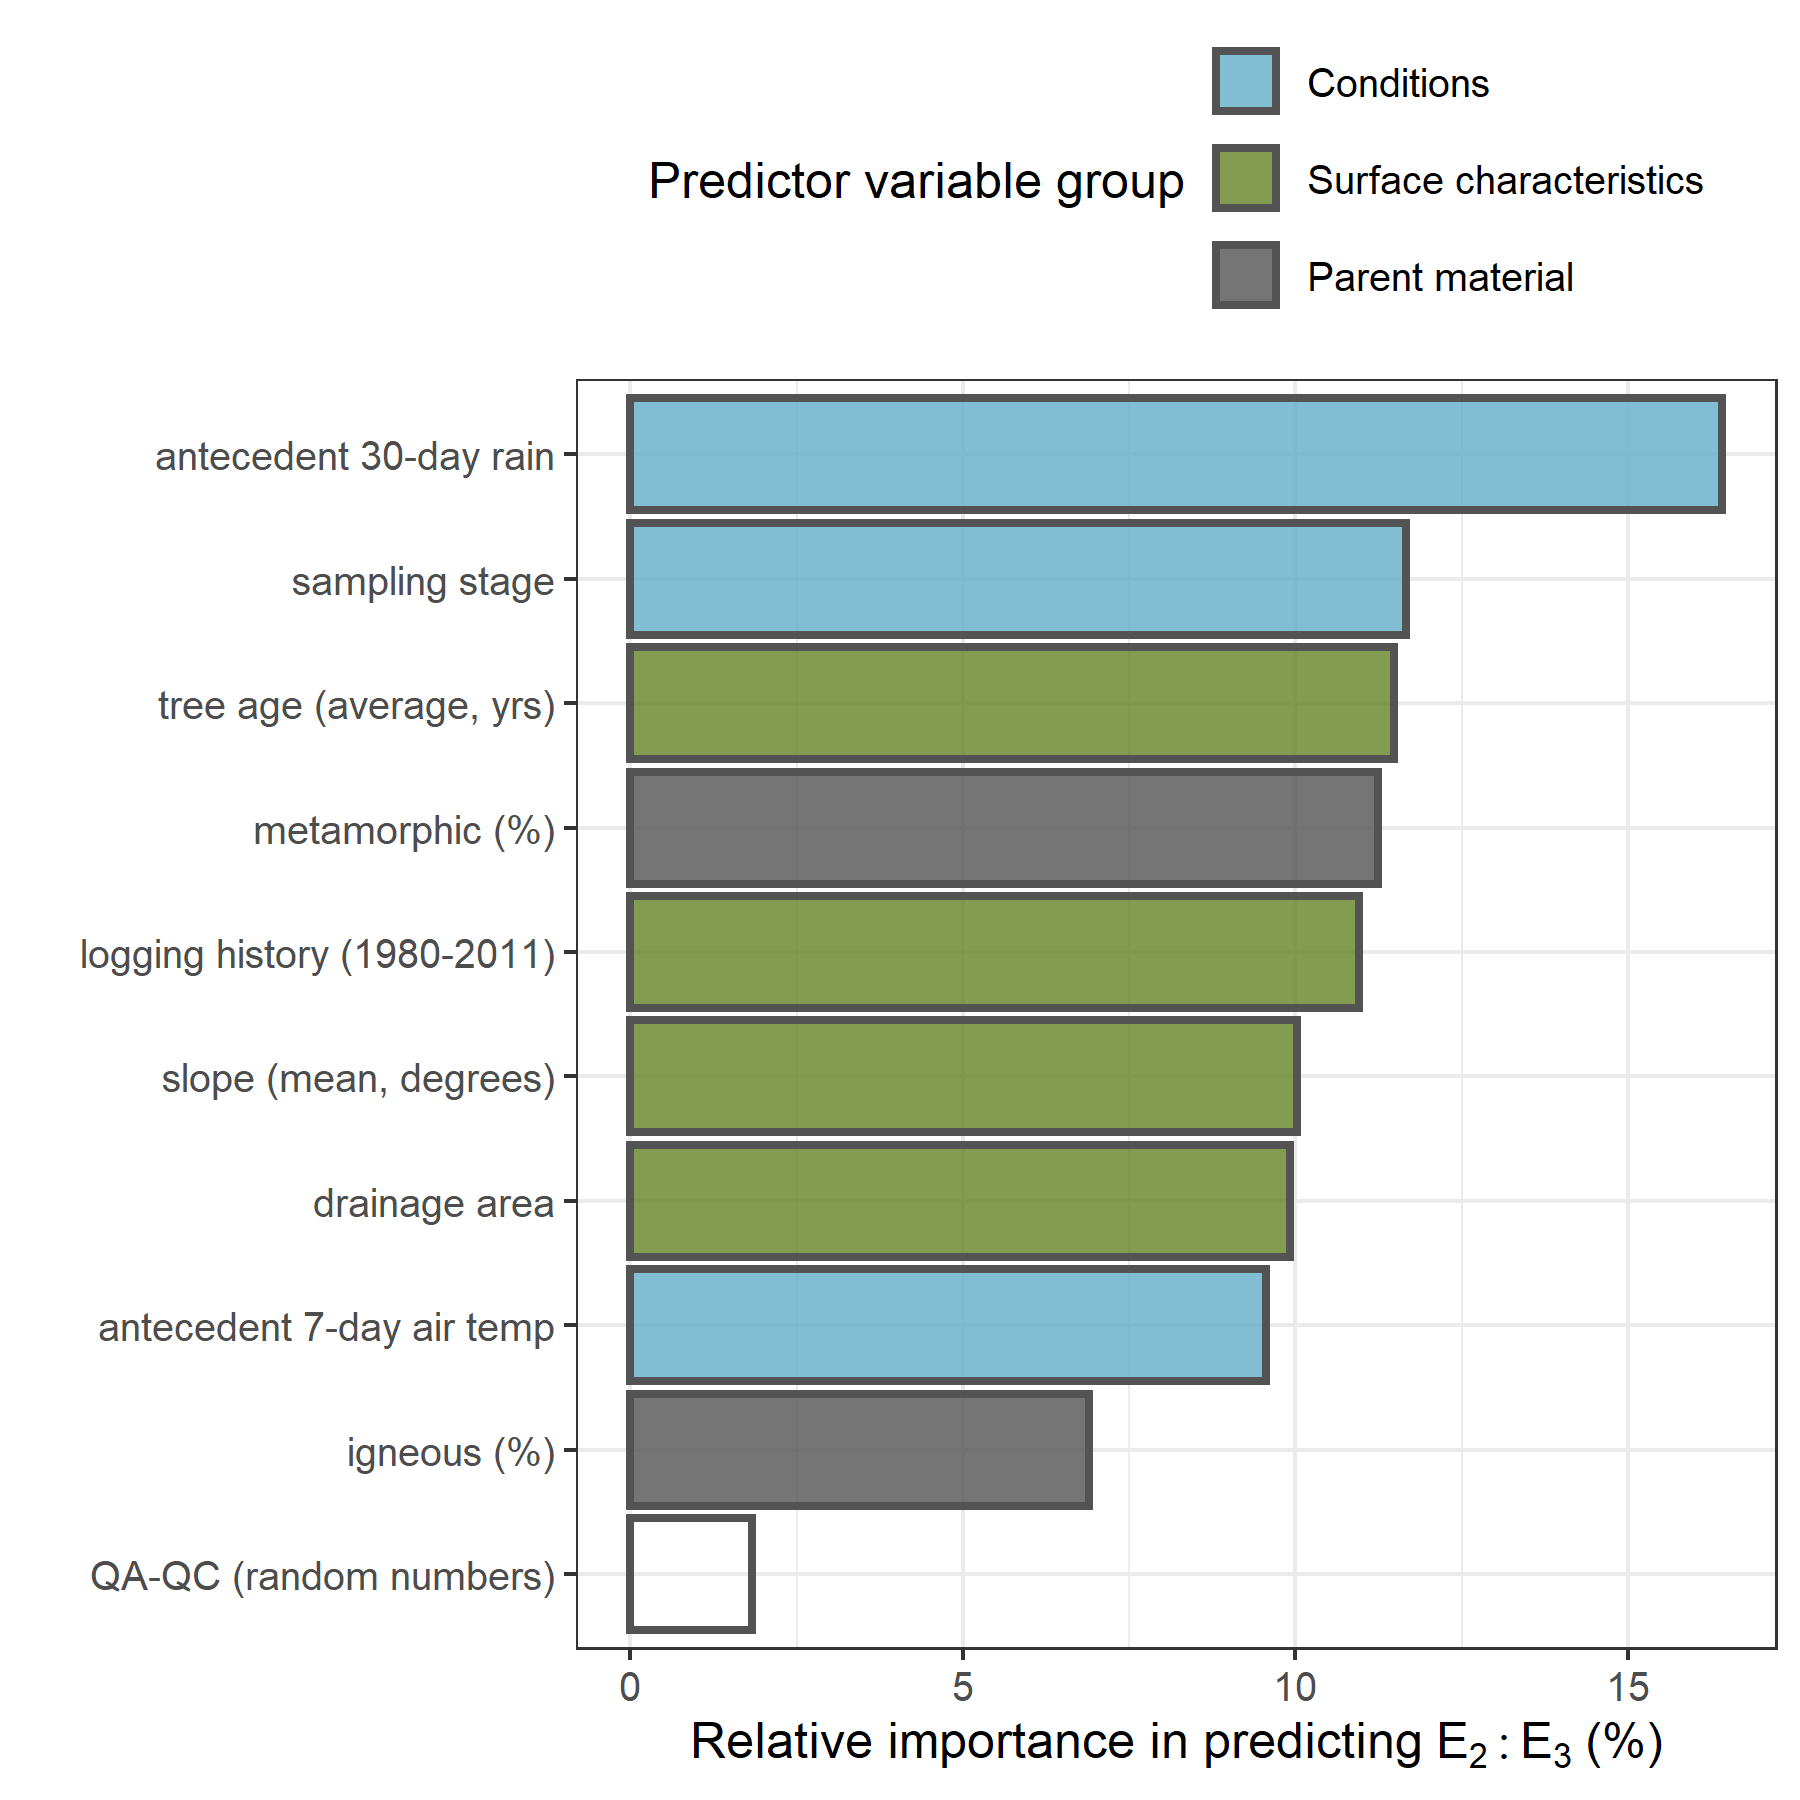 Predictor variable group
Conditions
Surface characteristics
Parent material
antecedent 30-day rain
sampling stage
tree age (average, yrs)
metamorphic (%)
logging history (1980-2011)
slope (mean, degrees)
drainage area
antecedent 7-day air temp
igneous (%)
QA-QC (random numbers)
0 5 10 15
Relative importance in predicting E₂ : E₃ (%)